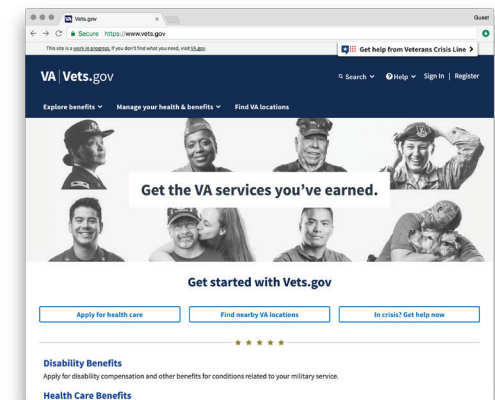 Vets.gov
Guest
Secure https://www.vets.gov
This site is a work in progress. If you don't find what you need, visit VA.gov.
Get help from Veterans Crisis Line
VA | Vets.gov
Search
Help
Sign In | Register
Explore benefits
Manage your health & benefits
Find VA locations
Get the VA services you've earned.
Get started with Vets.gov
Apply for health care
Find nearby VA locations
In crisis? Get help now
Disability Benefits
Apply for disability compensation and other benefits for conditions related to your military service.
Health Care Benefits